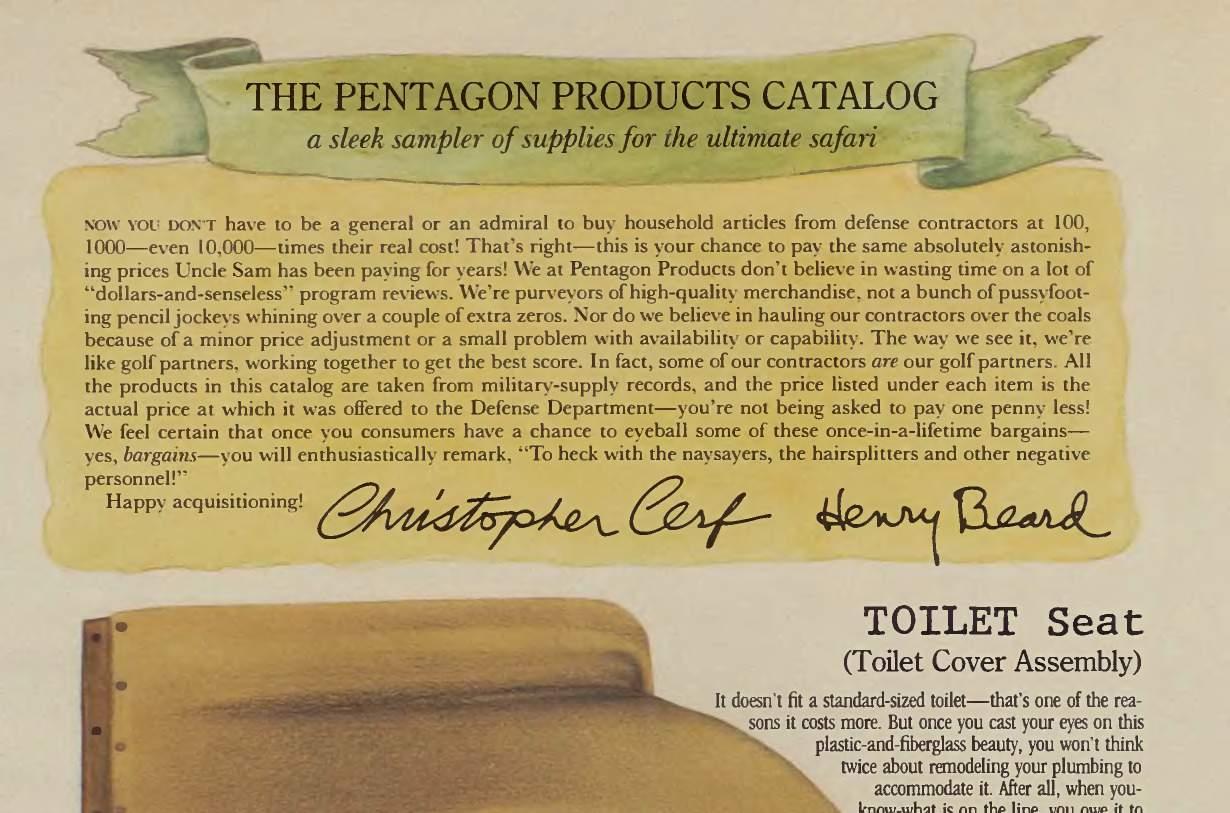 THE PENTAGON PRODUCTS CATALOG
a sleek sampler of supplies for the ultimate safari
NOW YOU DON'T have to be a general or an admiral to buy household articles from defense contractors at 100,
1000—even 10,000—times their real cost! That's right—this is your chance to pay the same absolutely astonish-
ing prices Uncle Sam has been paying for years! We at Pentagon Products don't believe in wasting time on a lot of
"dollars-and-senseless" program reviews. We're purveyors of high-quality merchandise, not a bunch of pussyfoot-
ing pencil jockeys whining over a couple of extra zeros. Nor do we believe in hauling our contractors over the coals
because of a minor price adjustment or a small problem with availability or capability. The way we see it, we're
like golf partners, working together to get the best score. In fact, some of our contractors are our golf partners. All
the products in this catalog are taken from military-supply records, and the price listed under each item is the
actual price at which it was offered to the Defense Department—you're not being asked to pay one penny less!
We feel certain that once you consumers have a chance to eyeball some of these once-in-a-lifetime bargains—
yes, bargains—you will enthusiastically remark, "To heck with the naysayers, the hairsplitters and other negative
personnel!"
Happy acquisitioning! Christopher Cerf Henry Beard
TOILET Seat
(Toilet Cover Assembly)
It doesn't fit a standard-sized toilet—that's one of the rea-
sons it costs more. But once you cast your eyes on this
plastic-and-fiberglass beauty, you won't think
twice about remodeling your plumbing to
accommodate it. After all, when you-
know-what is on the line, you owe it to